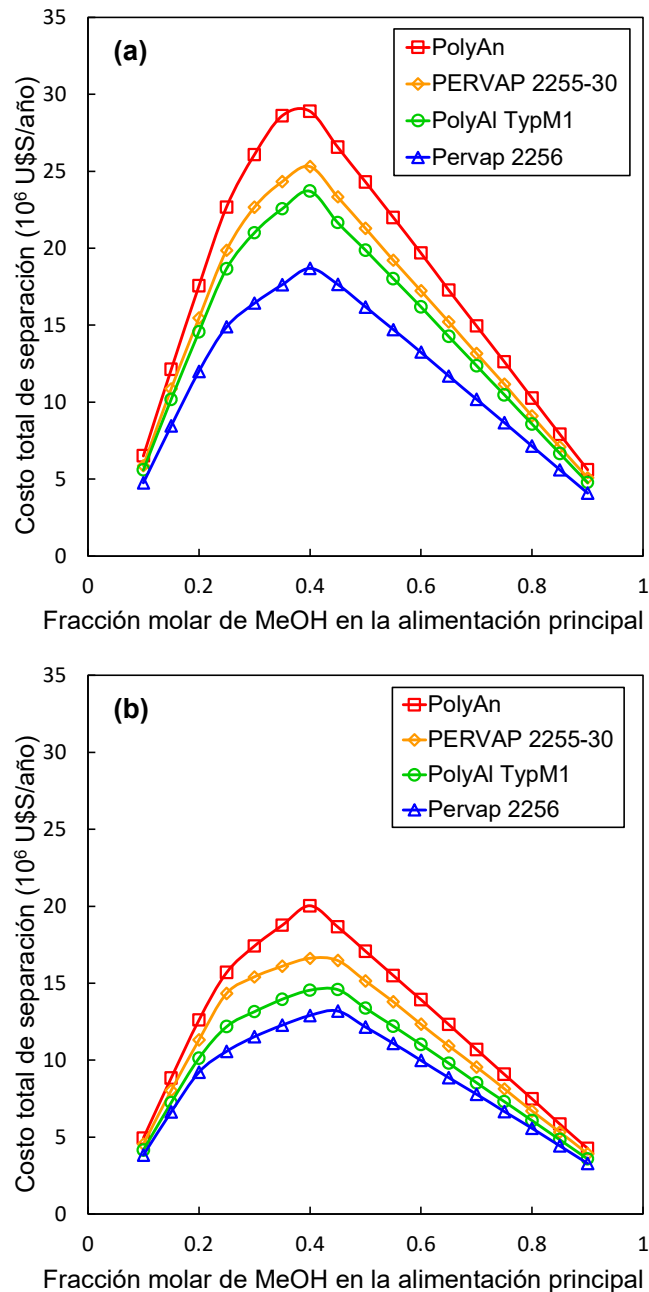 (a)
PolyAn
PERVAP 2255-30
PolyAl TypM1
Pervap 2256
Costo total de separación (10⁶ U$S/año)
35
30
25
20
15
10
5
0
0 0.2 0.4 0.6 0.8 1
Fracción molar de MeOH en la alimentación principal
(b)
PolyAn
PERVAP 2255-30
PolyAl TypM1
Pervap 2256
Costo total de separación (10⁶ U$S/año)
35
30
25
20
15
10
5
0
0 0.2 0.4 0.6 0.8 1
Fracción molar de MeOH en la alimentación principal